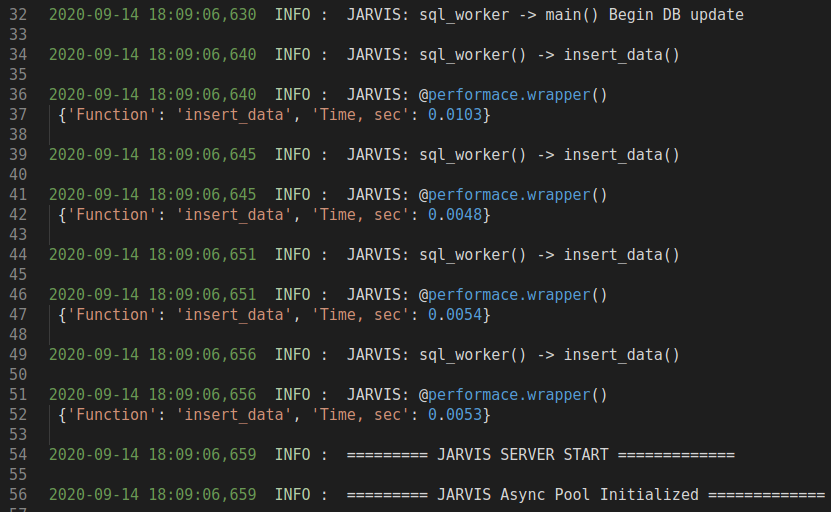 32 2020-09-14 18:09:06,630 INFO : JARVIS: sql_worker -> main() Begin DB update
33
34 2020-09-14 18:09:06,640 INFO : JARVIS: sql_worker() -> insert_data()
35
36 2020-09-14 18:09:06,640 INFO : JARVIS: @performace.wrapper()
37 {'Function': 'insert_data', 'Time, sec': 0.0103}
38
39 2020-09-14 18:09:06,645 INFO : JARVIS: sql_worker() -> insert_data()
40
41 2020-09-14 18:09:06,645 INFO : JARVIS: @performace.wrapper()
42 {'Function': 'insert_data', 'Time, sec': 0.0048}
43
44 2020-09-14 18:09:06,651 INFO : JARVIS: sql_worker() -> insert_data()
45
46 2020-09-14 18:09:06,651 INFO : JARVIS: @performace.wrapper()
47 {'Function': 'insert_data', 'Time, sec': 0.0054}
48
49 2020-09-14 18:09:06,656 INFO : JARVIS: sql_worker() -> insert_data()
50
51 2020-09-14 18:09:06,656 INFO : JARVIS: @performace.wrapper()
52 {'Function': 'insert_data', 'Time, sec': 0.0053}
53
54 2020-09-14 18:09:06,659 INFO : ========= JARVIS SERVER START =============
55
56 2020-09-14 18:09:06,659 INFO : ========= JARVIS Async Pool Initialized =============
57